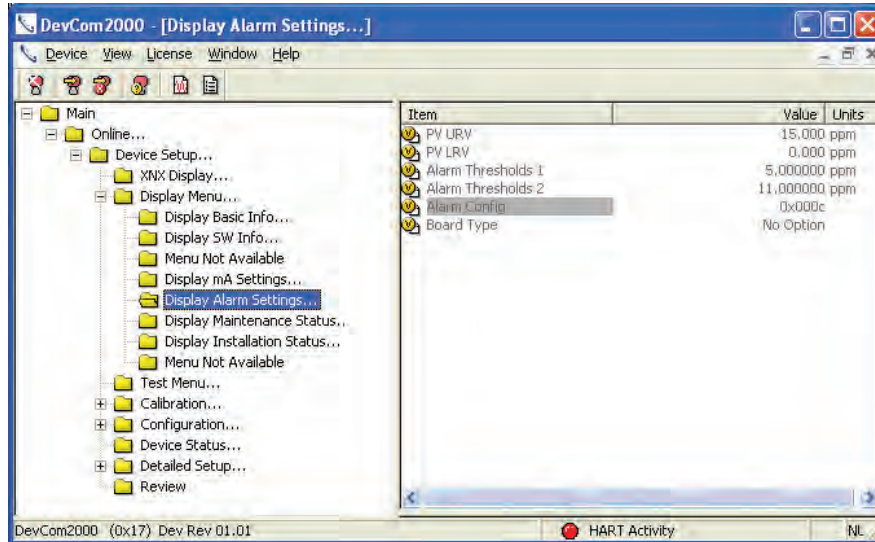 DevCom2000 - [Display Alarm Settings...]
Device View License Window Help
Main
Online...
Device Setup...
XNX Display...
Display Menu...
Display Basic Info...
Display SW Info...
Menu Not Available
Display mA Settings...
Display Alarm Settings...
Display Maintenance Status..
Display Installation Status...
Menu Not Available
Test Menu...
Calibration...
Configuration...
Device Status...
Detailed Setup...
Review
Item Value Units
PV URV 15.000 ppm
PV LRV 0.000 ppm
Alarm Thresholds 1 5.000000 ppm
Alarm Thresholds 2 11.000000 ppm
Alarm Config 0x000c
Board Type No Option
DevCom2000 (0x17) Dev Rev 01.01 HART Activity NL